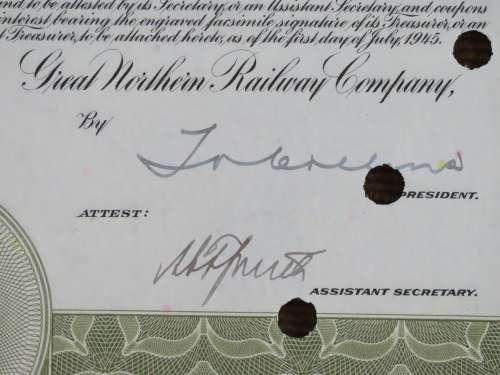 and to be attested by its Secretary, or an Assistant Secretary, and coupons
interest bearing the engraved facsimile signature of its Treasurer, or an
t Treasurer, to be attached hereto, as of the first day of July, 1945.
Great Northern Railway Company,
By
PRESIDENT.
ATTEST:
ASSISTANT SECRETARY.